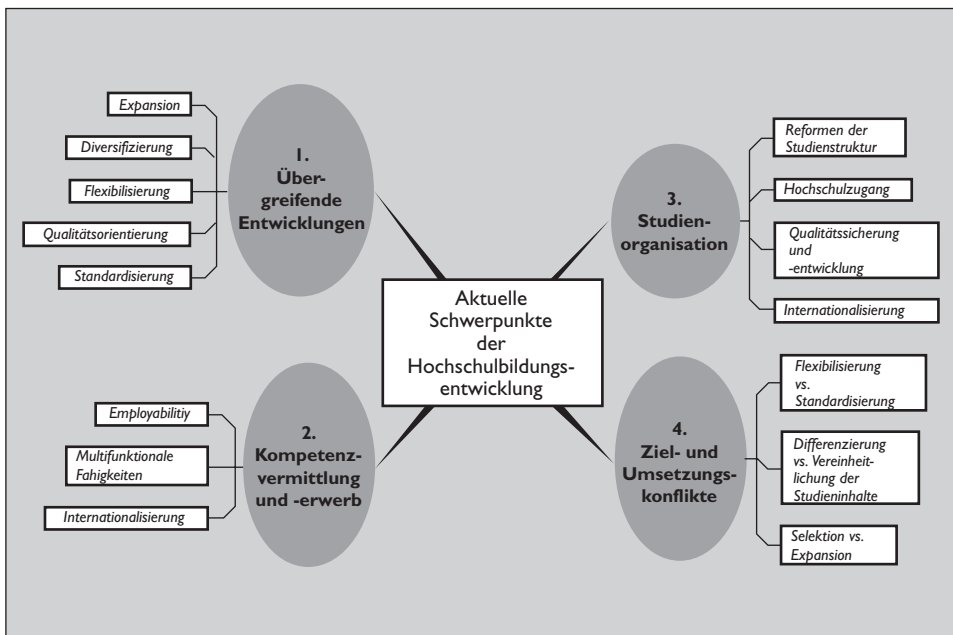 Expansion
Diversifizierung
Flexibilisierung
Qualitätsorientierung
Standardisierung
1.
Über-
greifende
Entwicklungen
Employabilitiy
Multifunktionale
Fahigkeiten
Internationalisierung
2.
Kompetenz-
vermittlung
und -erwerb
Aktuelle
Schwerpunkte
der
Hochschulbildungs-
entwicklung
3.
Studien-
organisation
Reformen der
Studienstruktur
Hochschulzugang
Qualitätssicherung
und
-entwicklung
Internationalisierung
4.
Ziel- und
Umsetzungs-
konflikte
Flexibilisierung
vs.
Standardisierung
Differenzierung
vs. Vereinheit-
lichung der
Studieninhalte
Selektion vs.
Expansion